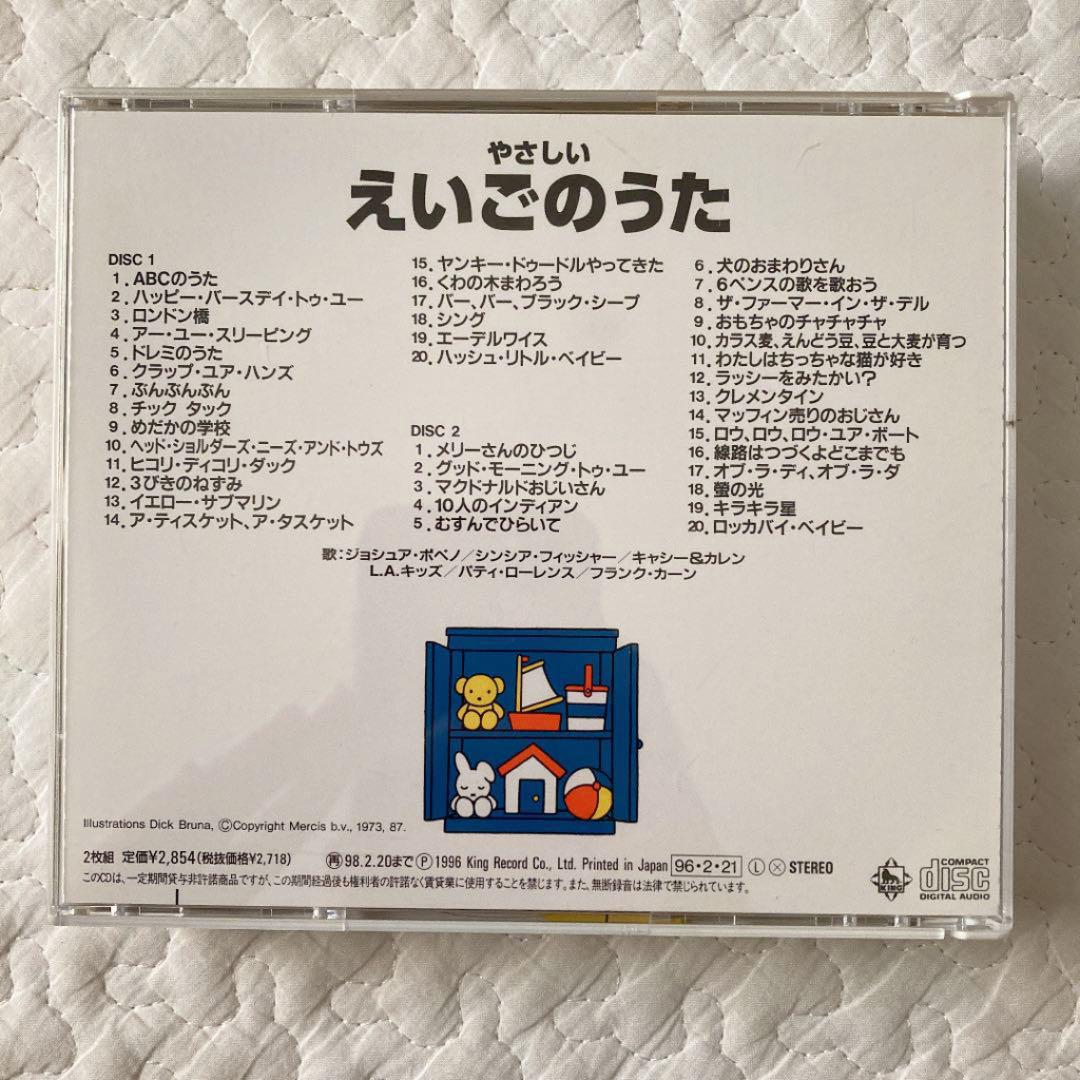 やさしい
えいごのうた
DISC 1
1. ABCのうた
2. ハッピー・バースデイ・トゥ・ユー
3. ロンドン橋
4. アー・ユー・スリーピング
5. ドレミのうた
6. クラップ・ユア・ハンズ
7. ぶんぶんぶん
8. チック タック
9. めだかの学校
10. ヘッド・ショルダーズ・ニーズ・アンド・トウズ
11. ヒコリ・ディコリ・ダック
12. 3びきのねずみ
13. イエロー・サブマリン
14. ア・ティスケット、ア・タスケット
15. ヤンキー・ドゥードルやってきた
16. くわの木まわろう
17. バー、バー、ブラック・シープ
18. シング
19. エーデルワイス
20. ハッシュ・リトル・ベイビー
DISC 2
1. メリーさんのひつじ
2. グッド・モーニング・トゥ・ユー
3. マクドナルドおじいさん
4. 10人のインディアン
5. むすんでひらいて
6. 犬のおまわりさん
7. 6ペンスの歌を歌おう
8. ザ・ファーマー・イン・ザ・デル
9. おもちゃのチャチャチャ
10. カラス麦、えんどう豆、豆と大麦が育つ
11. わたしはちっちゃな猫が好き
12. ラッシーをみたかい?
13. クレメンタイン
14. マッフィン売りのおじさん
15. ロウ、ロウ、ロウ・ユア・ボート
16. 線路はつづくよどこまでも
17. オブ・ラ・ディ、オブ・ラ・ダ
18. 螢の光
19. キラキラ星
20. ロッカバイ・ベイビー
歌:ジョシュア・ボベノ/シンシア・フィッシャー/キャシー&カレン
L.A.キッズ/パティ・ローレンス/フランク・カーン
Illustrations Dick Bruna, ©Copyright Mercis b.v., 1973, 87.
2枚組 定価¥2,854(税抜価格¥2,718) 再98.2.20まで Ⓟ 1996 King Record Co., Ltd. Printed in Japan 96・2・21 Ⓛ Ⓧ STEREO
このCDは、一定期間貸与非許諾商品ですが、この期間経過後も権利者の許諾なく賃貸業に使用することを禁じます。また、無断録音は法律で禁じられています。
KING
COMPACT
disc
DIGITAL AUDIO